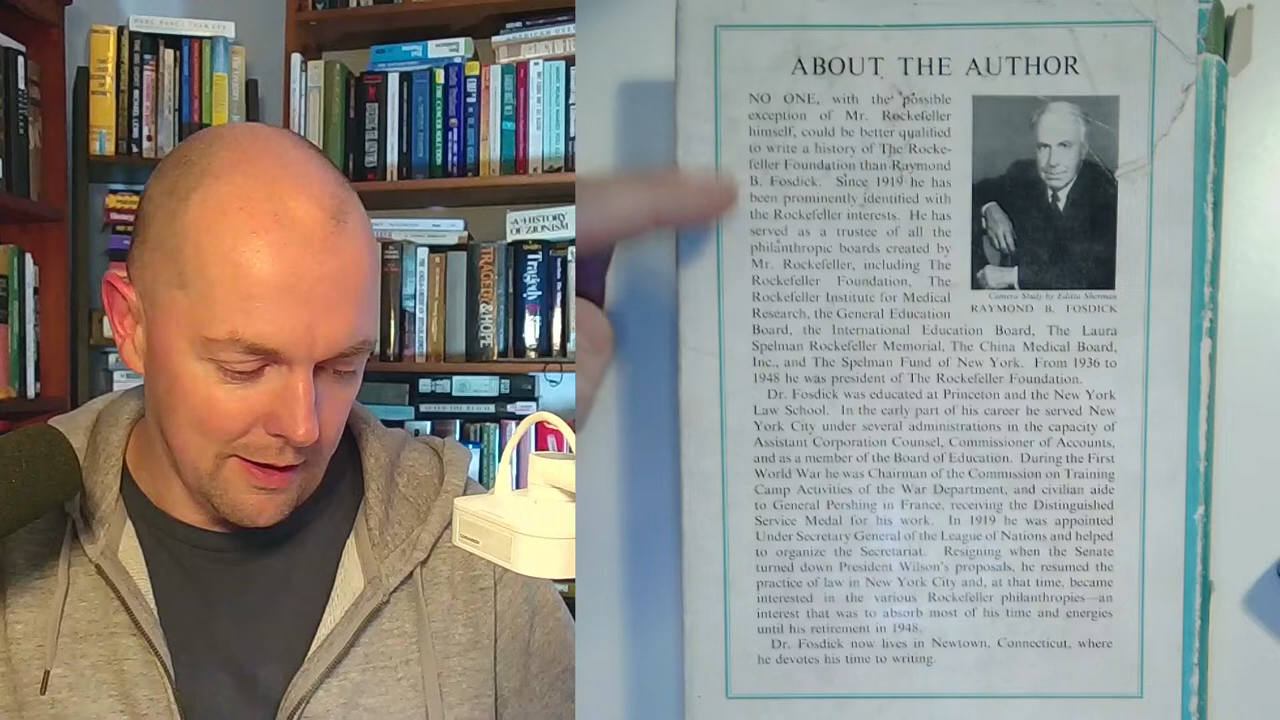 A HISTORY
OF ZIONISM
TRAGEDY & HOPE
ABOUT THE AUTHOR
NO ONE, with the possible
exception of Mr. Rockefeller
himself, could be better qualified
to write a history of The Rocke-
feller Foundation than Raymond
B. Fosdick. Since 1919 he has
been prominently identified with
the Rockefeller interests. He has
served as a trustee of all the
philanthropic boards created by
Mr. Rockefeller, including The
Rockefeller Foundation, The
Rockefeller Institute for Medical
Research, the General Education
Board, the International Education Board, The Laura
Spelman Rockefeller Memorial, The China Medical Board,
Inc., and The Spelman Fund of New York. From 1936 to
1948 he was president of The Rockefeller Foundation.
Camera Study by Editta Sherman
RAYMOND B. FOSDICK
Dr. Fosdick was educated at Princeton and the New York
Law School. In the early part of his career he served New
York City under several administrations in the capacity of
Assistant Corporation Counsel, Commissioner of Accounts,
and as a member of the Board of Education. During the First
World War he was Chairman of the Commission on Training
Camp Activities of the War Department, and civilian aide
to General Pershing in France, receiving the Distinguished
Service Medal for his work. In 1919 he was appointed
Under Secretary General of the League of Nations and helped
to organize the Secretariat. Resigning when the Senate
turned down President Wilson's proposals, he resumed the
practice of law in New York City and, at that time, became
interested in the various Rockefeller philanthropies—an
interest that was to absorb most of his time and energies
until his retirement in 1948.
Dr. Fosdick now lives in Newtown, Connecticut, where
he devotes his time to writing.